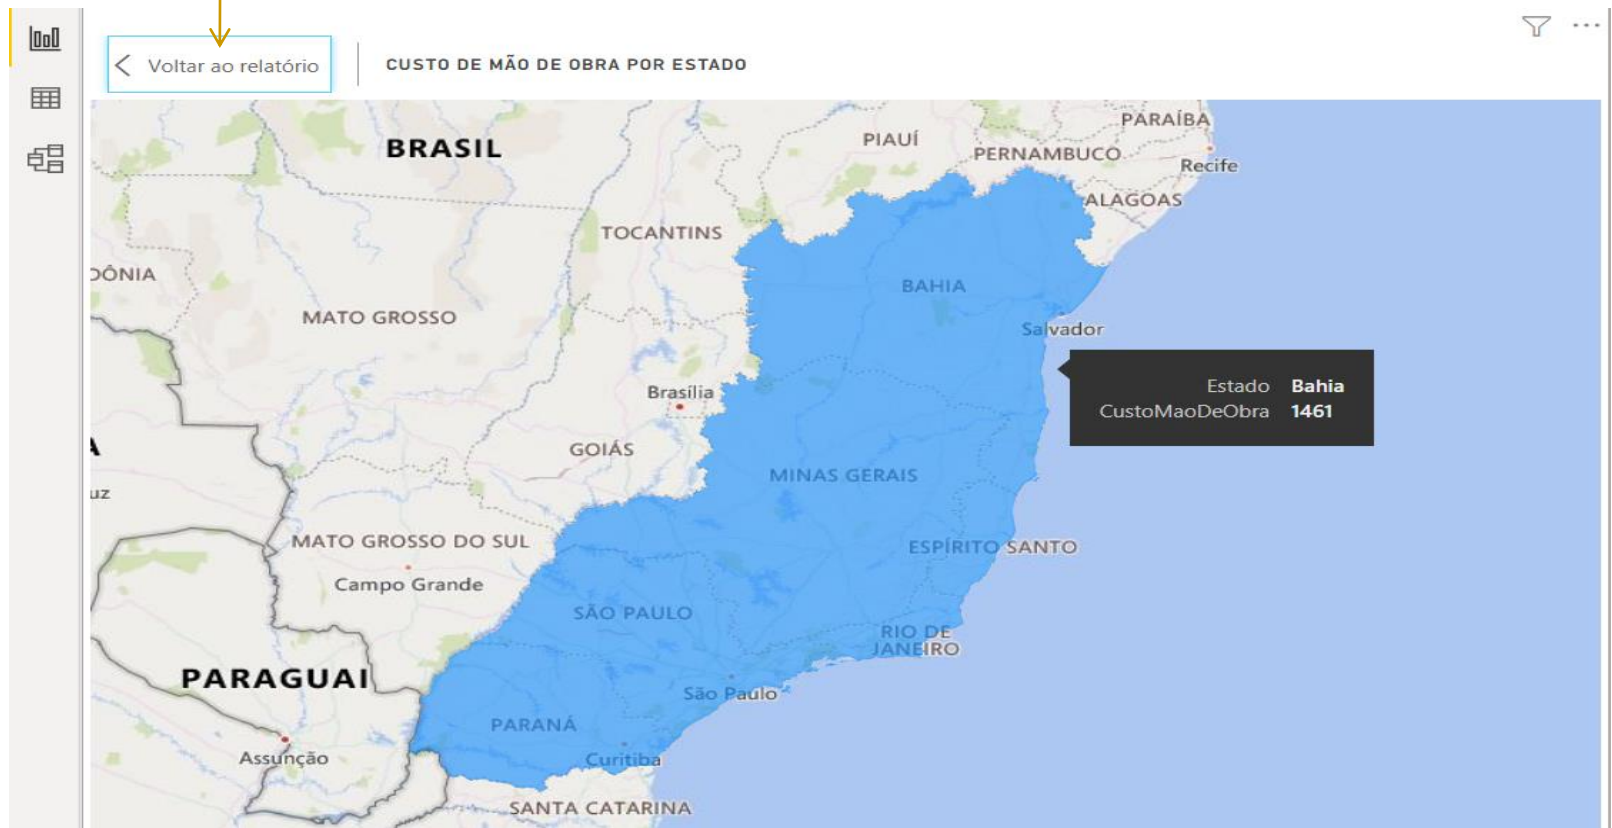 Voltar ao relatório
CUSTO DE MÃO DE OBRA POR ESTADO
BRASIL
PIAUÍ
PARAÍBA
PERNAMBUCO
Recife
ALAGOAS
TOCANTINS
DÔNIA
BAHIA
MATO GROSSO
Salvador
Brasília
Estado Bahia
CustoMaoDeObra 1461
GOIÁS
A
MINAS GERAIS
uz
MATO GROSSO DO SUL
ESPÍRITO SANTO
Campo Grande
SÃO PAULO
RIO DE
JANEIRO
PARAGUAI
São Paulo
PARANÁ
Assunção
Curitiba
SANTA CATARINA